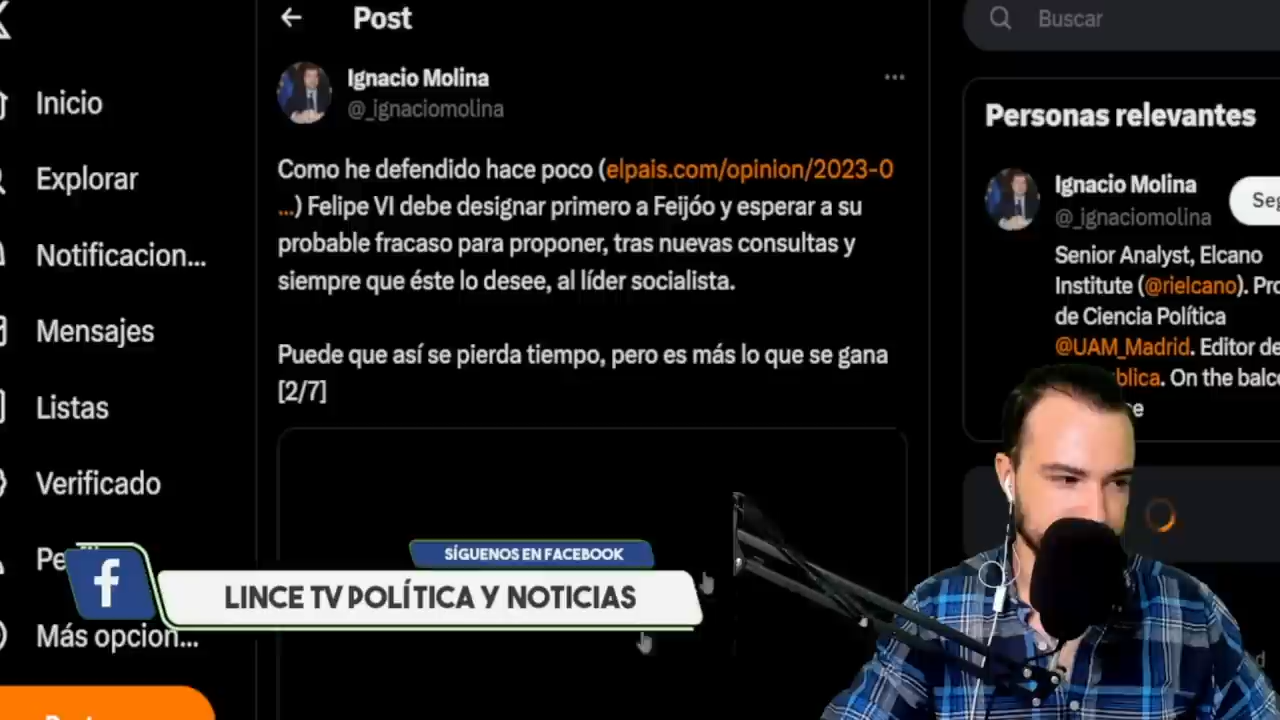 Post
Buscar
Ignacio Molina
@_ignaciomolina
Inicio
Explorar
Notificacion...
Mensajes
Listas
Verificado
Más opcion...
Como he defendido hace poco (elpais.com/opinion/2023-0
...) Felipe VI debe designar primero a Feijóo y esperar a su
probable fracaso para proponer, tras nuevas consultas y
siempre que éste lo desee, al líder socialista.
Puede que así se pierda tiempo, pero es más lo que se gana
[2/7]
Personas relevantes
Ignacio Molina
@_ignaciomolina
Senior Analyst, Elcano
Institute (@rielcano). Pro
de Ciencia Política
@UAM_Madrid. Editor de
blica. On the balc
SÍGUENOS EN FACEBOOK
LINCE TV POLÍTICA Y NOTICIAS